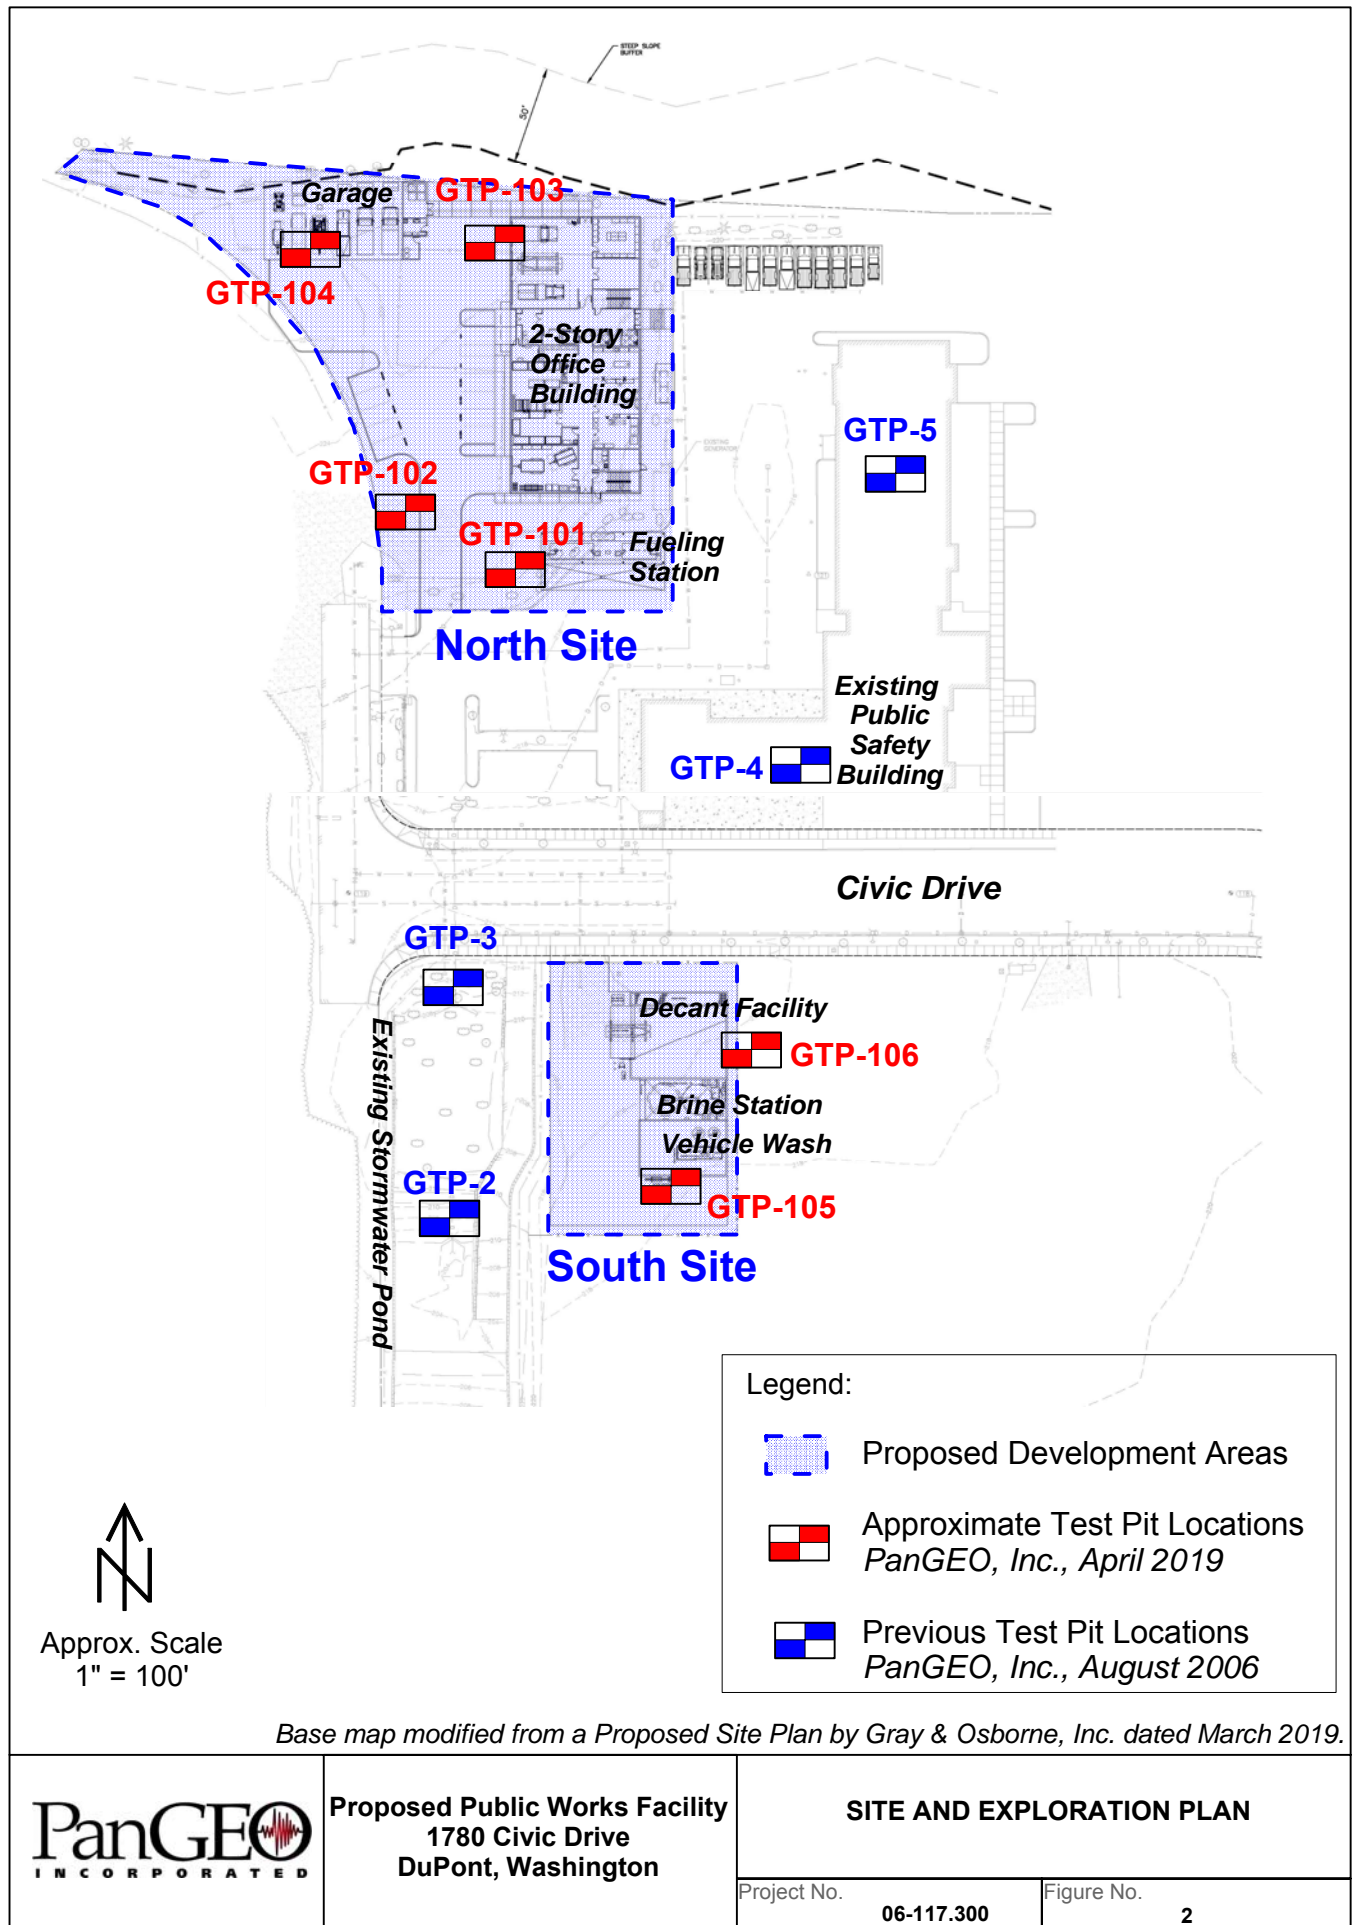 STEEP SLOPE
BUFFER
50'
Garage
GTP-103
GTP-104
2-Story
Office
Building
GTP-102
GTP-101
Fueling
Station
EXISTING
GENERATOR
GTP-5
North Site
Existing
Public
Safety
Building
GTP-4
Civic Drive
GTP-3
Decant Facility
GTP-106
Existing Stormwater Pond
Brine Station
Vehicle Wash
GTP-2
GTP-105
South Site
Legend:
Proposed Development Areas
Approximate Test Pit Locations
PanGEO, Inc., April 2019
Previous Test Pit Locations
PanGEO, Inc., August 2006
N
Approx. Scale
1" = 100'
Base map modified from a Proposed Site Plan by Gray & Osborne, Inc. dated March 2019.
PanGEO
INCORPORATED
Proposed Public Works Facility
1780 Civic Drive
DuPont, Washington
SITE AND EXPLORATION PLAN
Project No.
06-117.300
Figure No.
2